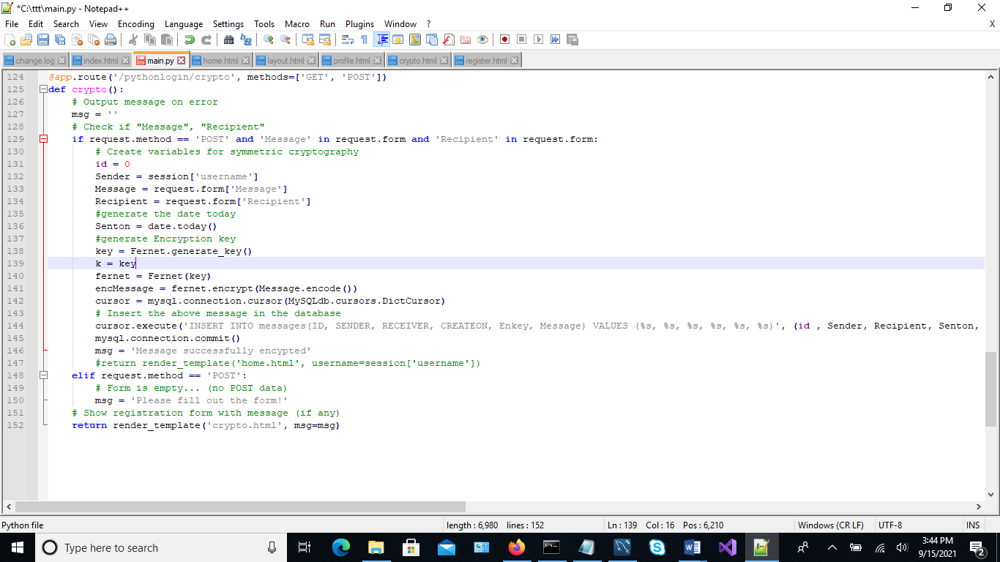 *C:\ttt\main.py - Notepad++
File Edit Search View Encoding Language Settings Tools Macro Run Plugins Window ? X
change.log index.html main.py home.html layout.html profile.html crypto.html register.html
124 @app.route('/pythonlogin/crypto', methods=['GET', 'POST'])
125 def crypto():
126     # Output message on error
127     msg = ''
128     # Check if "Message", "Recipient"
129     if request.method == 'POST' and 'Message' in request.form and 'Recipient' in request.form:
130         # Create variables for symmetric cryptography
131         id = 0
132         Sender = session['username']
133         Message = request.form['Message']
134         Recipient = request.form['Recipient']
135         #generate the date today
136         Senton = date.today()
137         #generate Encryption key
138         key = Fernet.generate_key()
139         k = key
140         fernet = Fernet(key)
141         encMessage = fernet.encrypt(Message.encode())
142         cursor = mysql.connection.cursor(MySQLdb.cursors.DictCursor)
143         # Insert the above message in the database
144         cursor.execute('INSERT INTO messages(ID, SENDER, RECEIVER, CREATEON, Enkey, Message) VALUES (%s, %s, %s, %s, %s, %s)', (id , Sender, Recipient, Senton,
145         mysql.connection.commit()
146         msg = 'Message successfully encypted'
147         #return render_template('home.html', username=session['username'])
148     elif request.method == 'POST':
149         # Form is empty... (no POST data)
150         msg = 'Please fill out the form!'
151     # Show registration form with message (if any)
152     return render_template('crypto.html', msg=msg)
Python file length : 6,980 lines : 152 Ln : 139 Col : 16 Pos : 6,210 Windows (CR LF) UTF-8 INS
Type here to search
3:44 PM
9/15/2021
2